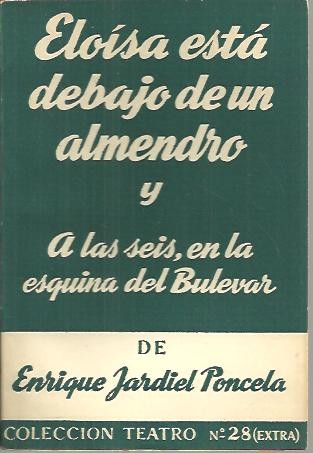 Eloísa está
debajo de un
almendro
y
A las seis, en la
esquina del Bulevar
DE
Enrique Jardiel Poncela
COLECCION TEATRO Nº 28 (EXTRA)